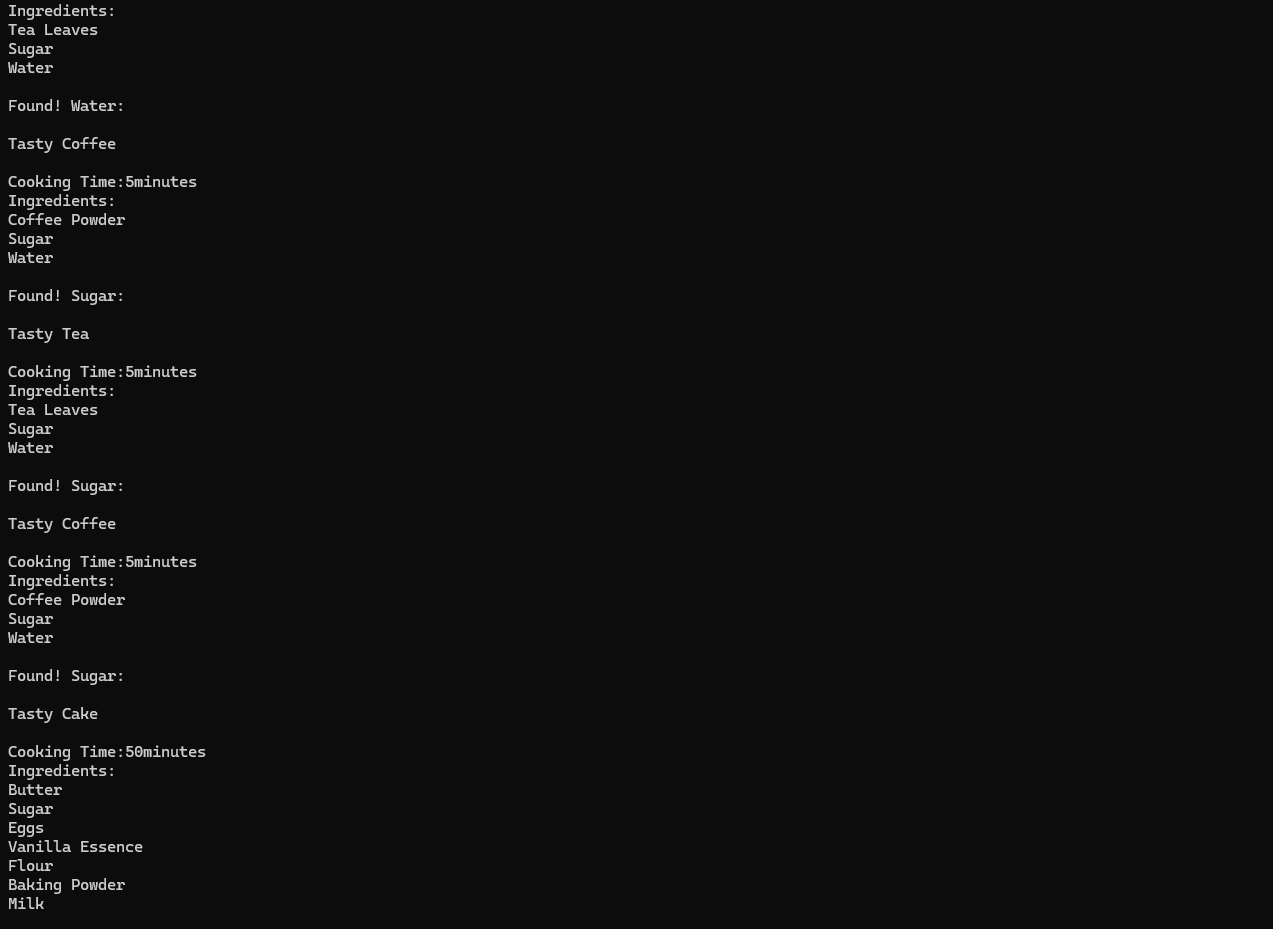 Ingredients:
Tea Leaves
Sugar
Water
Found! Water:
Tasty Coffee
Cooking Time:5minutes
Ingredients:
Coffee Powder
Sugar
Water
Found! Sugar:
Tasty Tea
Cooking Time:5minutes
Ingredients:
Tea Leaves
Sugar
Water
Found! Sugar:
Tasty Coffee
Cooking Time:5minutes
Ingredients:
Coffee Powder
Sugar
Water
Found! Sugar:
Tasty Cake
Cooking Time:50minutes
Ingredients:
Butter
Sugar
Eggs
Vanilla Essence
Flour
Baking Powder
Milk